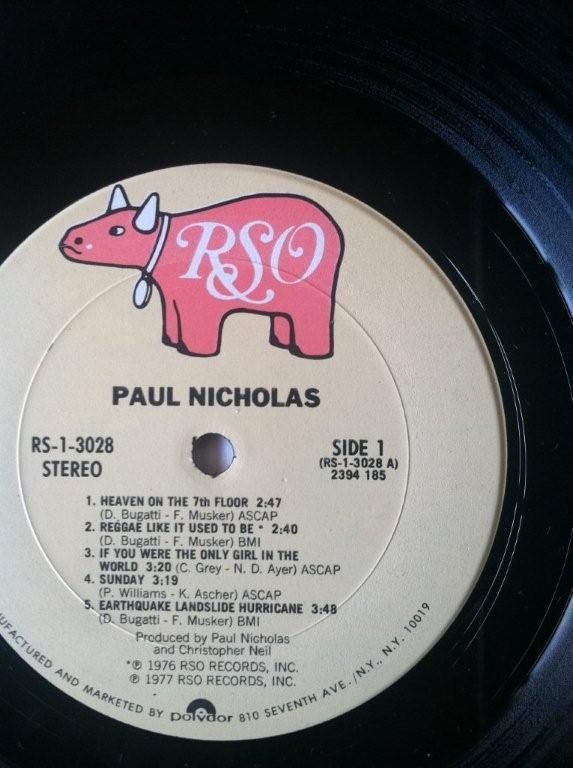 RSO
PAUL NICHOLAS
RS-1-3028
STEREO
SIDE 1
(RS-1-3028 A)
2394 185
1. HEAVEN ON THE 7th FLOOR 2:47
(D. Bugatti - F. Musker) ASCAP
2. REGGAE LIKE IT USED TO BE * 2:40
(D. Bugatti - F. Musker) BMI
3. IF YOU WERE THE ONLY GIRL IN THE
WORLD 3:20 (C. Grey - N. D. Ayer) ASCAP
4. SUNDAY 3:19
(P. Williams - K. Ascher) ASCAP
5. EARTHQUAKE LANDSLIDE HURRICANE 3:48
(D. Bugatti - F. Musker) BMI
Produced by Paul Nicholas
and Christopher Neil
*℗ 1976 RSO RECORDS, INC.
℗ 1977 RSO RECORDS, INC.
UFACTURED AND MARKETED BY polydor 810 SEVENTH AVE./N.Y., N.Y. 10019